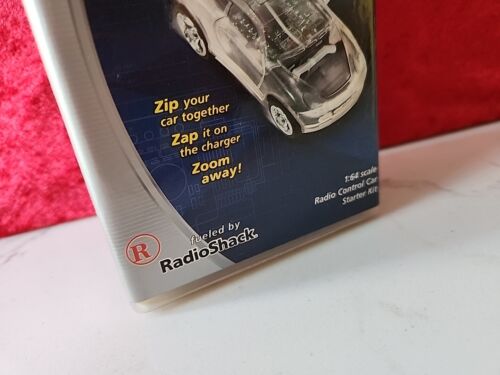 Zip your
car together
Zap it on
the charger
Zoom
away!
1:64 scale
Radio Control Car
Starter Kit
fueled by
R RadioShack